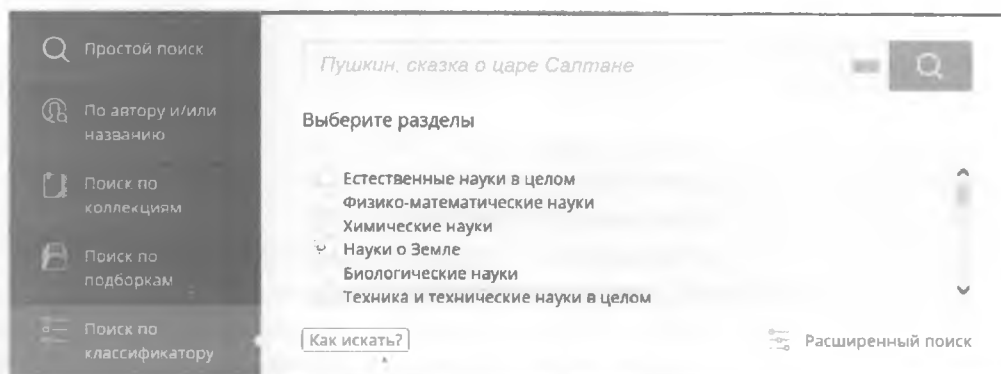 Простой поиск
По автору и/или
названию
Поиск по
коллекциям
Поиск по
подборкам
Поиск по
классификатору
Пушкин, сказка о царе Салтане
Выберите разделы
Естественные науки в целом
Физико-математические науки
Химические науки
Науки о Земле
Биологические науки
Техника и технические науки в целом
Как искать?
Расширенный поиск